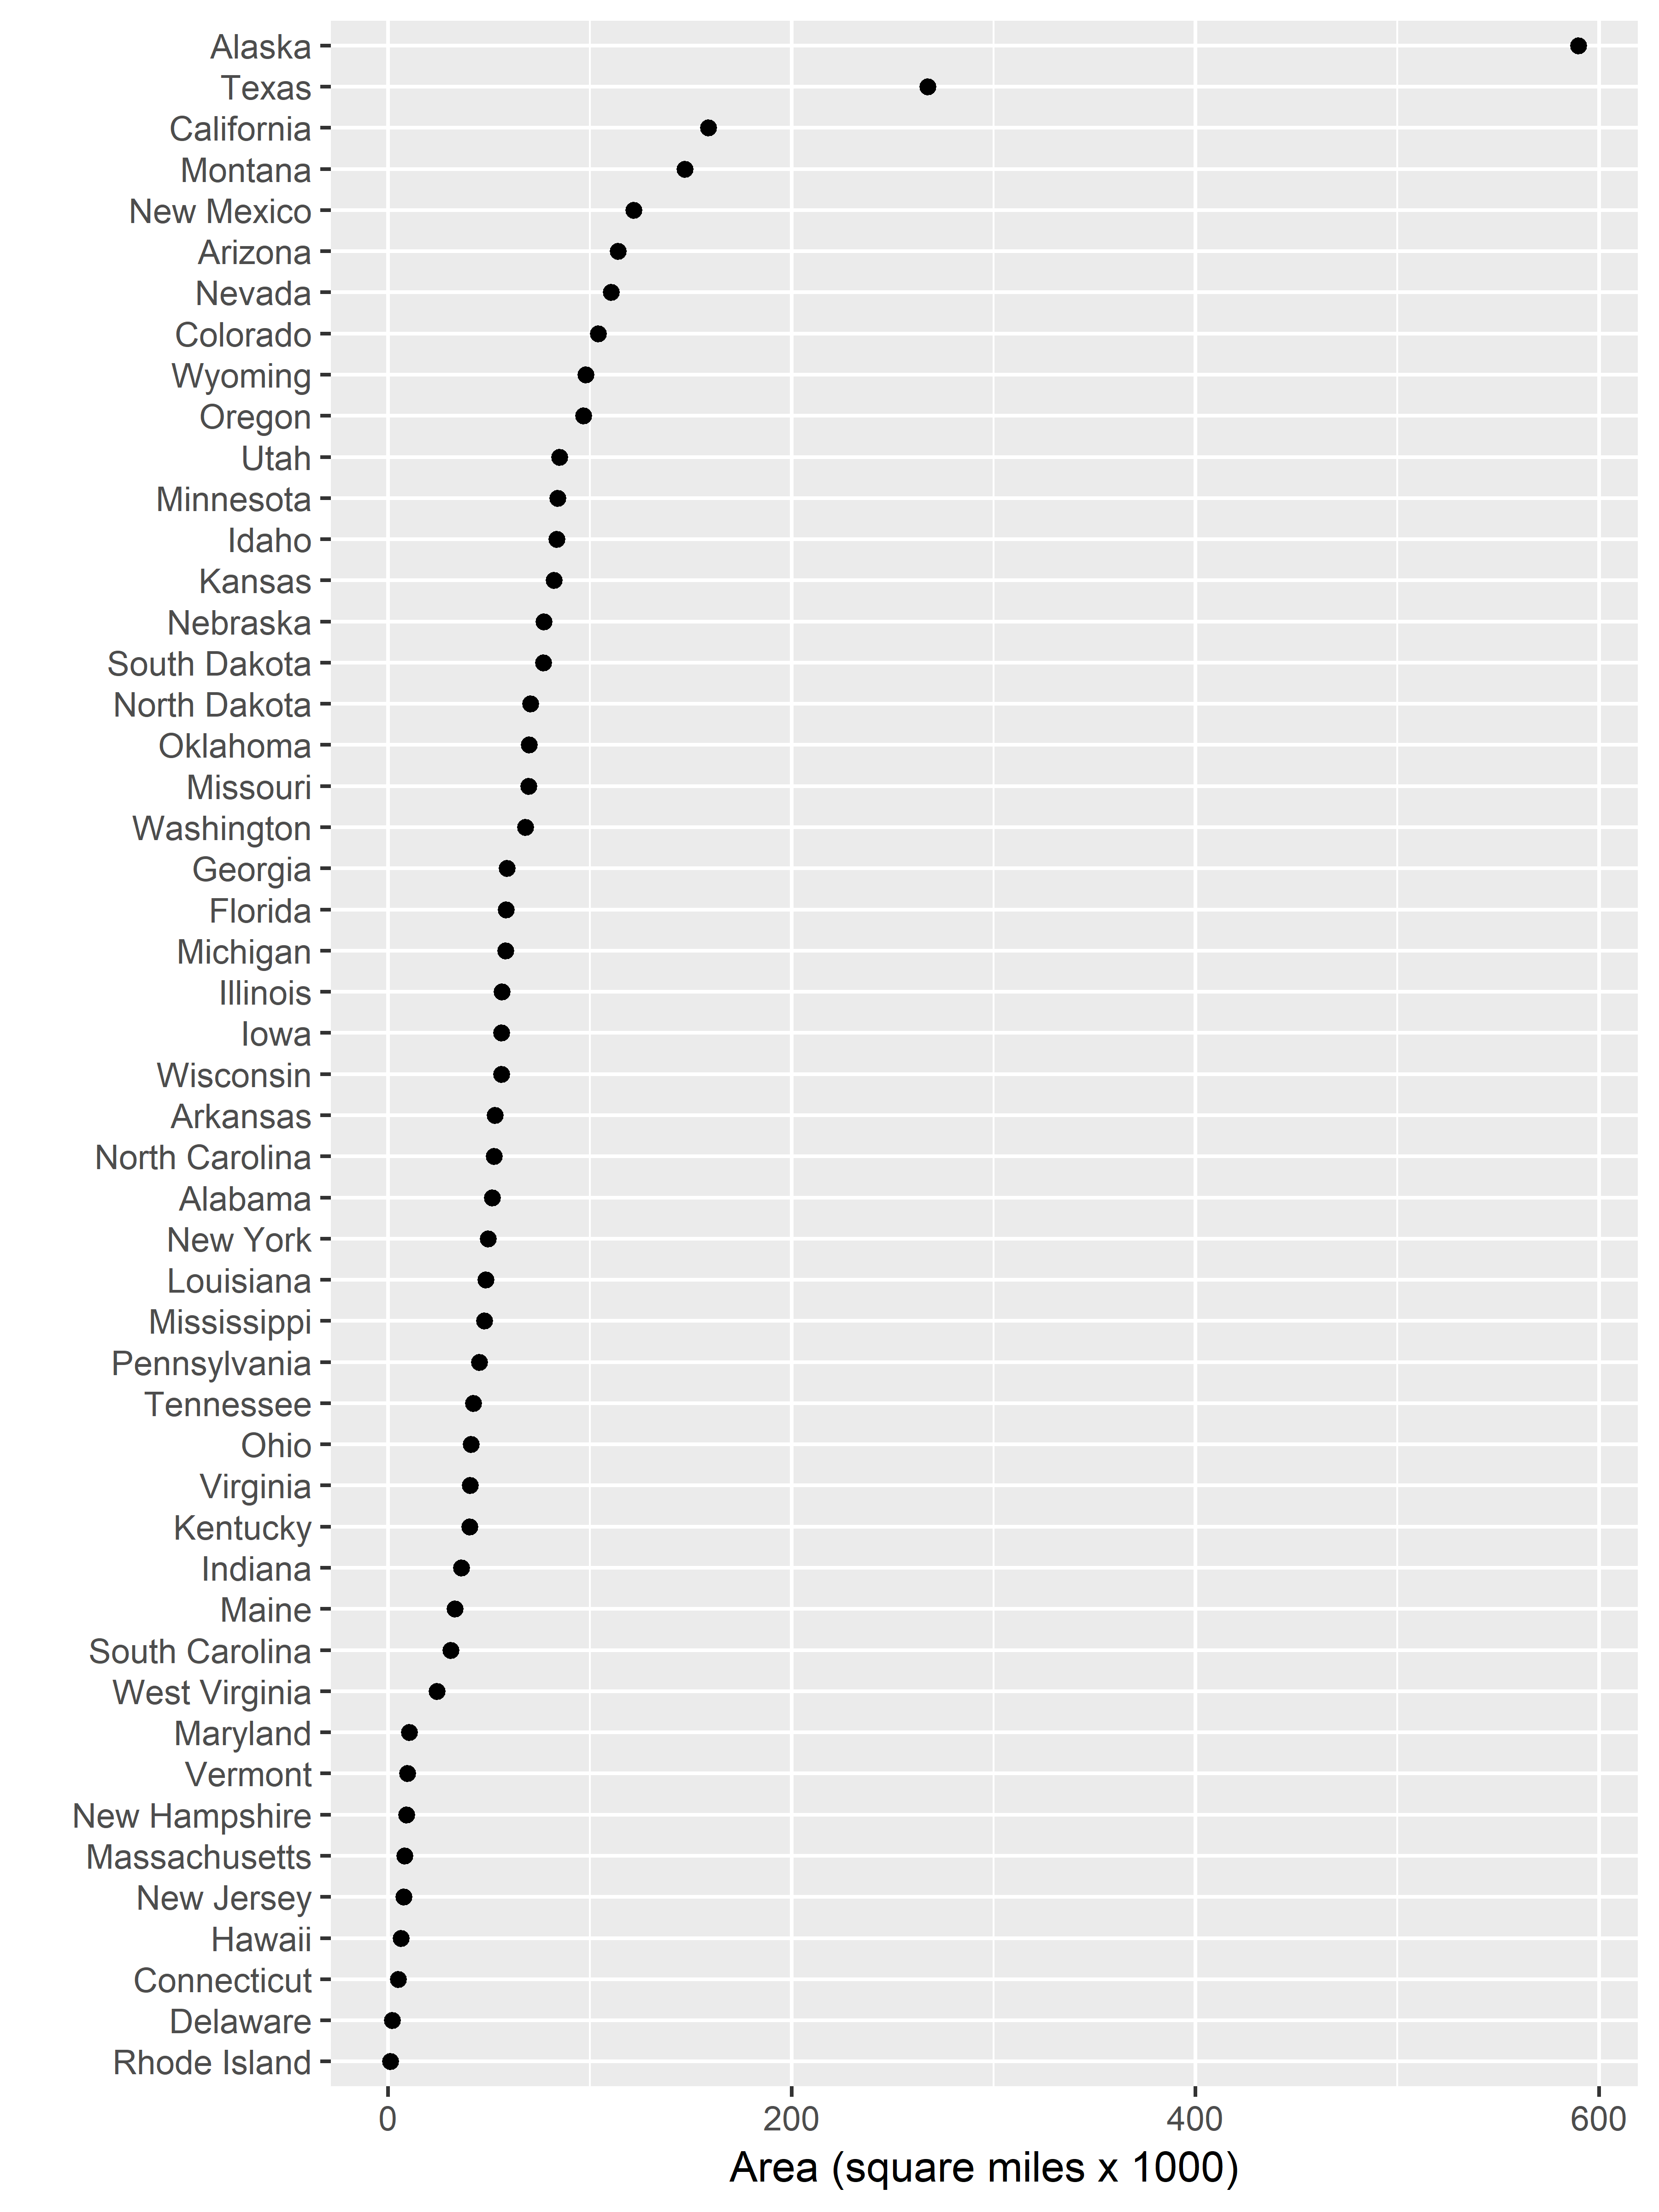 Alaska
Texas
California
Montana
New Mexico
Arizona
Nevada
Colorado
Wyoming
Oregon
Utah
Minnesota
Idaho
Kansas
Nebraska
South Dakota
North Dakota
Oklahoma
Missouri
Washington
Georgia
Florida
Michigan
Illinois
Iowa
Wisconsin
Arkansas
North Carolina
Alabama
New York
Louisiana
Mississippi
Pennsylvania
Tennessee
Ohio
Virginia
Kentucky
Indiana
Maine
South Carolina
West Virginia
Maryland
Vermont
New Hampshire
Massachusetts
New Jersey
Hawaii
Connecticut
Delaware
Rhode Island
0 200 400 600
Area (square miles x 1000)